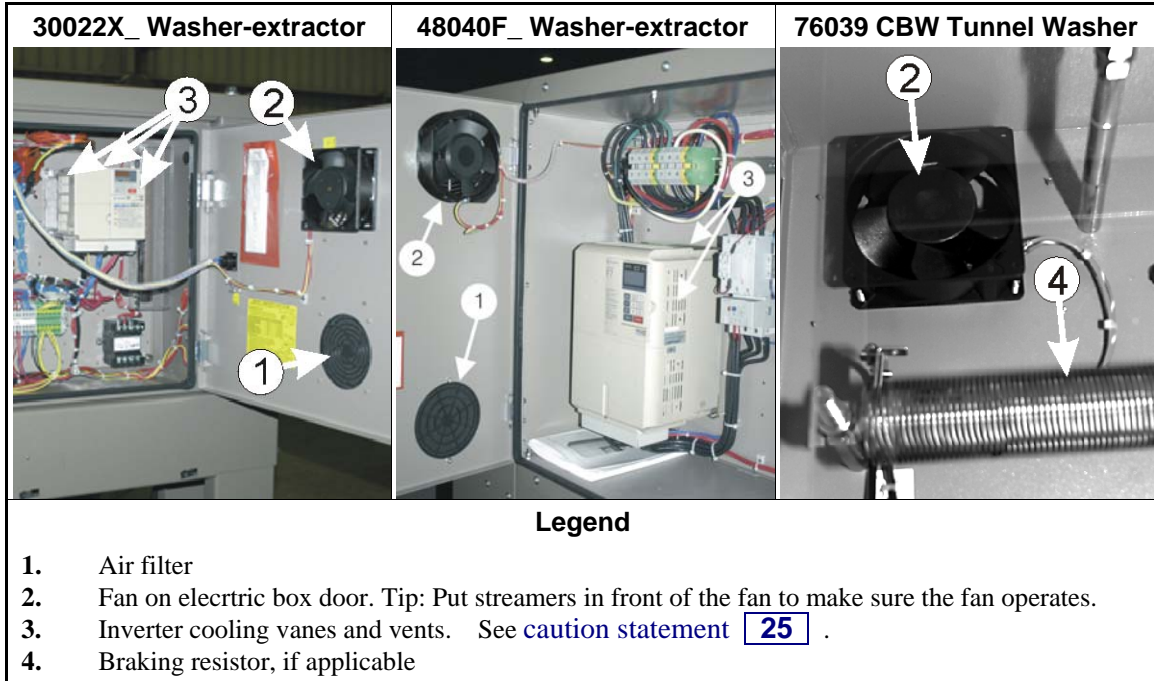 30022X_ Washer-extractor
48040F_ Washer-extractor
76039 CBW Tunnel Washer
3
2
1
2
1
3
2
4
Legend
1. Air filter
2. Fan on elecrtric box door. Tip: Put streamers in front of the fan to make sure the fan operates.
3. Inverter cooling vanes and vents. See caution statement 25 .
4. Braking resistor, if applicable